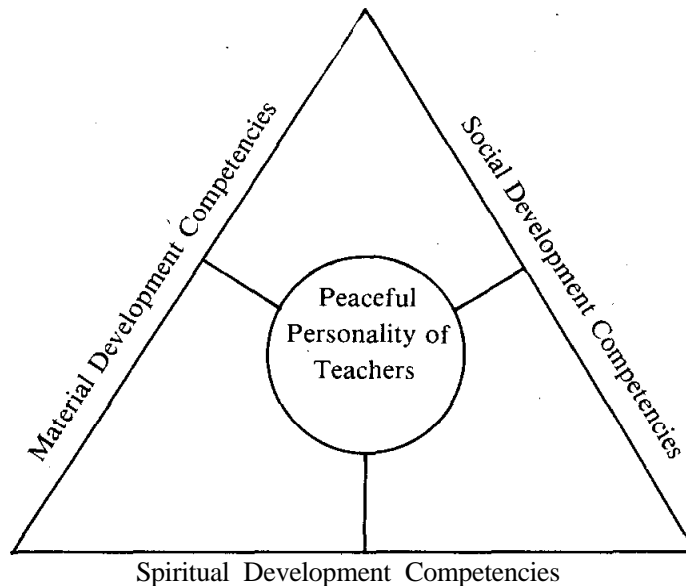 Material Development Competencies
Social Development Competencies
Peaceful
Personality of
Teachers
Spiritual Development Competencies